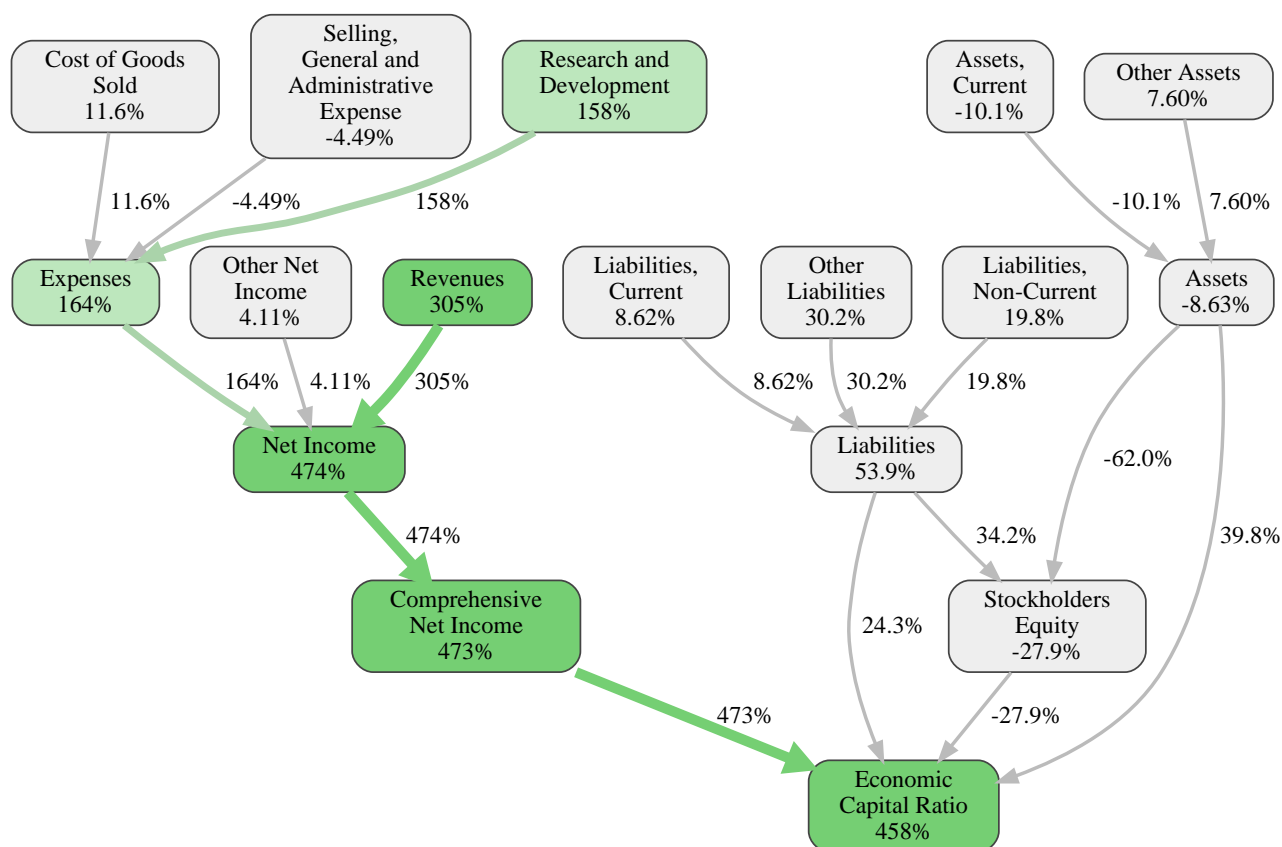 Cost of Goods
Sold
11.6%
Selling,
General and
Administrative
Expense
-4.49%
Research and
Development
158%
Assets,
Current
-10.1%
Other Assets
7.60%
11.6%
-4.49%
158%
-10.1%
7.60%
Expenses
164%
Other Net
Income
4.11%
Revenues
305%
Liabilities,
Current
8.62%
Other
Liabilities
30.2%
Liabilities,
Non-Current
19.8%
Assets
-8.63%
164%
4.11%
305%
8.62%
30.2%
19.8%
Net Income
474%
Liabilities
53.9%
-62.0%
474%
34.2%
39.8%
Comprehensive
Net Income
473%
24.3%
Stockholders
Equity
-27.9%
473%
-27.9%
Economic
Capital Ratio
458%